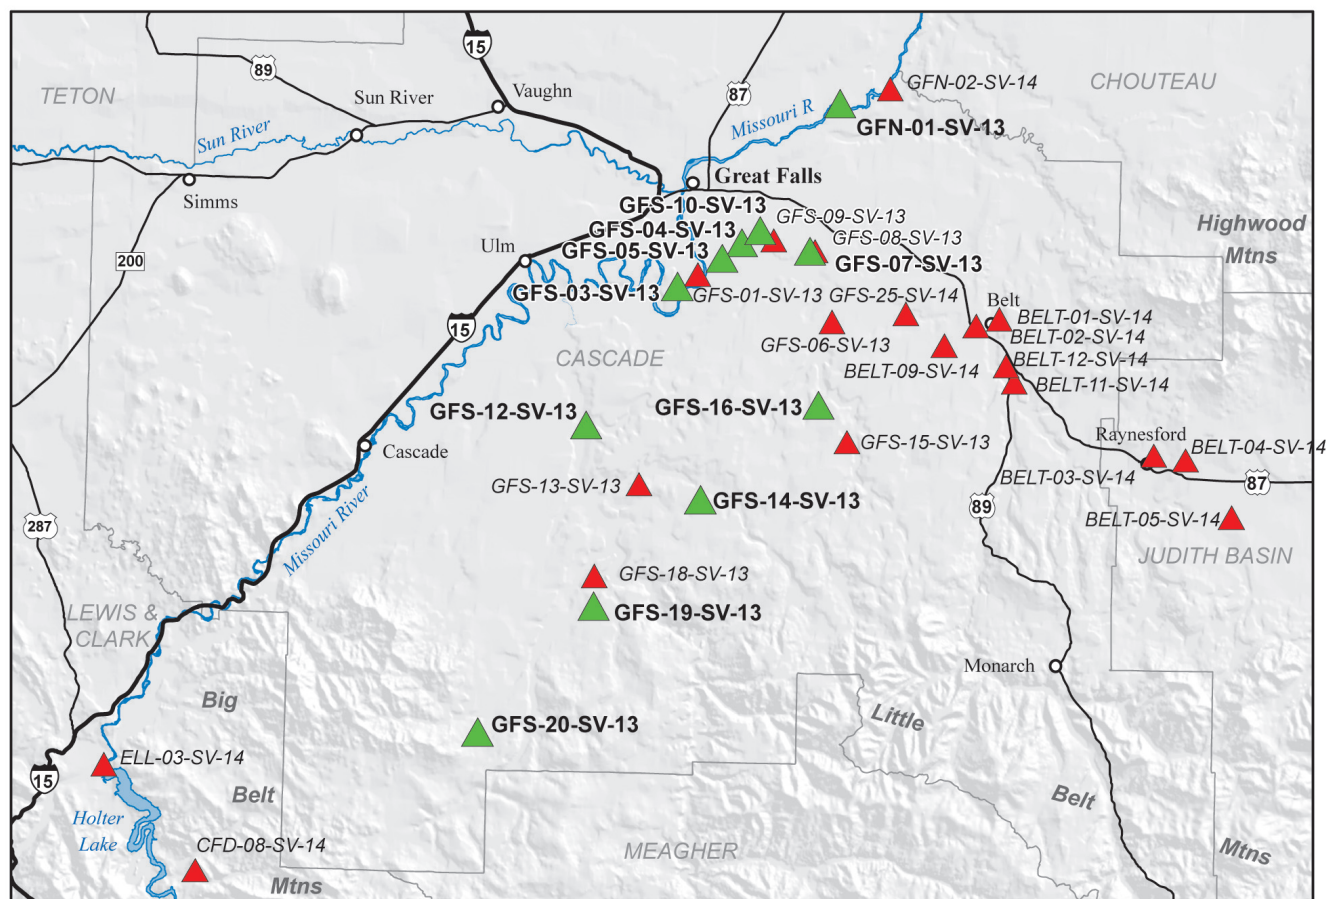 15
89
Vaughn
Sun River
87
GFN-02-SV-14
CHOUTEAU
TETON
Missouri R
GFN-01-SV-13
Sun River
Great Falls
Simms
GFS-10-SV-13
GFS-09-SV-13
Highwood
Mtns
GFS-04-SV-13
GFS-08-SV-13
Ulm
GFS-05-SV-13
GFS-07-SV-13
200
GFS-03-SV-13
GFS-01-SV-13
GFS-25-SV-14
Belt
BELT-01-SV-14
15
BELT-02-SV-14
GFS-06-SV-13
CASCADE
BELT-12-SV-14
BELT-09-SV-14
BELT-11-SV-14
GFS-12-SV-13
GFS-16-SV-13
Raynesford
GFS-15-SV-13
BELT-04-SV-14
Cascade
BELT-03-SV-14
GFS-13-SV-13
87
GFS-14-SV-13
89
287
BELT-05-SV-14
Missouri River
JUDITH BASIN
GFS-18-SV-13
LEWIS &
CLARK
GFS-19-SV-13
Monarch
Big
Little
GFS-20-SV-13
ELL-03-SV-14
15
Belt
Belt
Holter
Lake
CFD-08-SV-14
MEAGHER
Mtns
Mtns